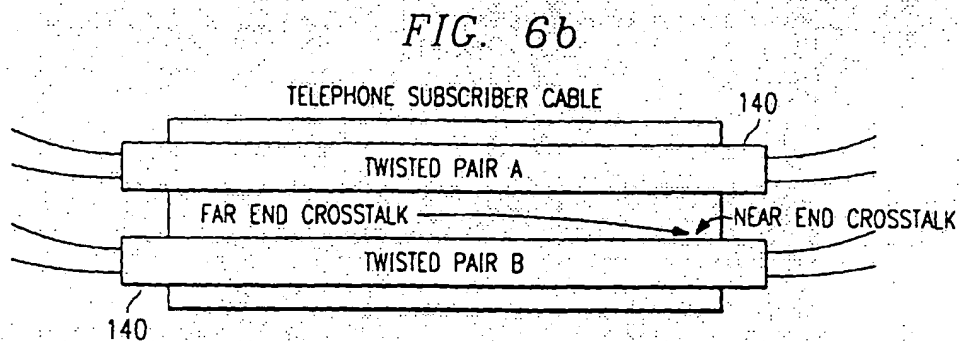 FIG. 6b
TELEPHONE SUBSCRIBER CABLE
140
TWISTED PAIR A
FAR END CROSSTALK
NEAR END CROSSTALK
TWISTED PAIR B
140